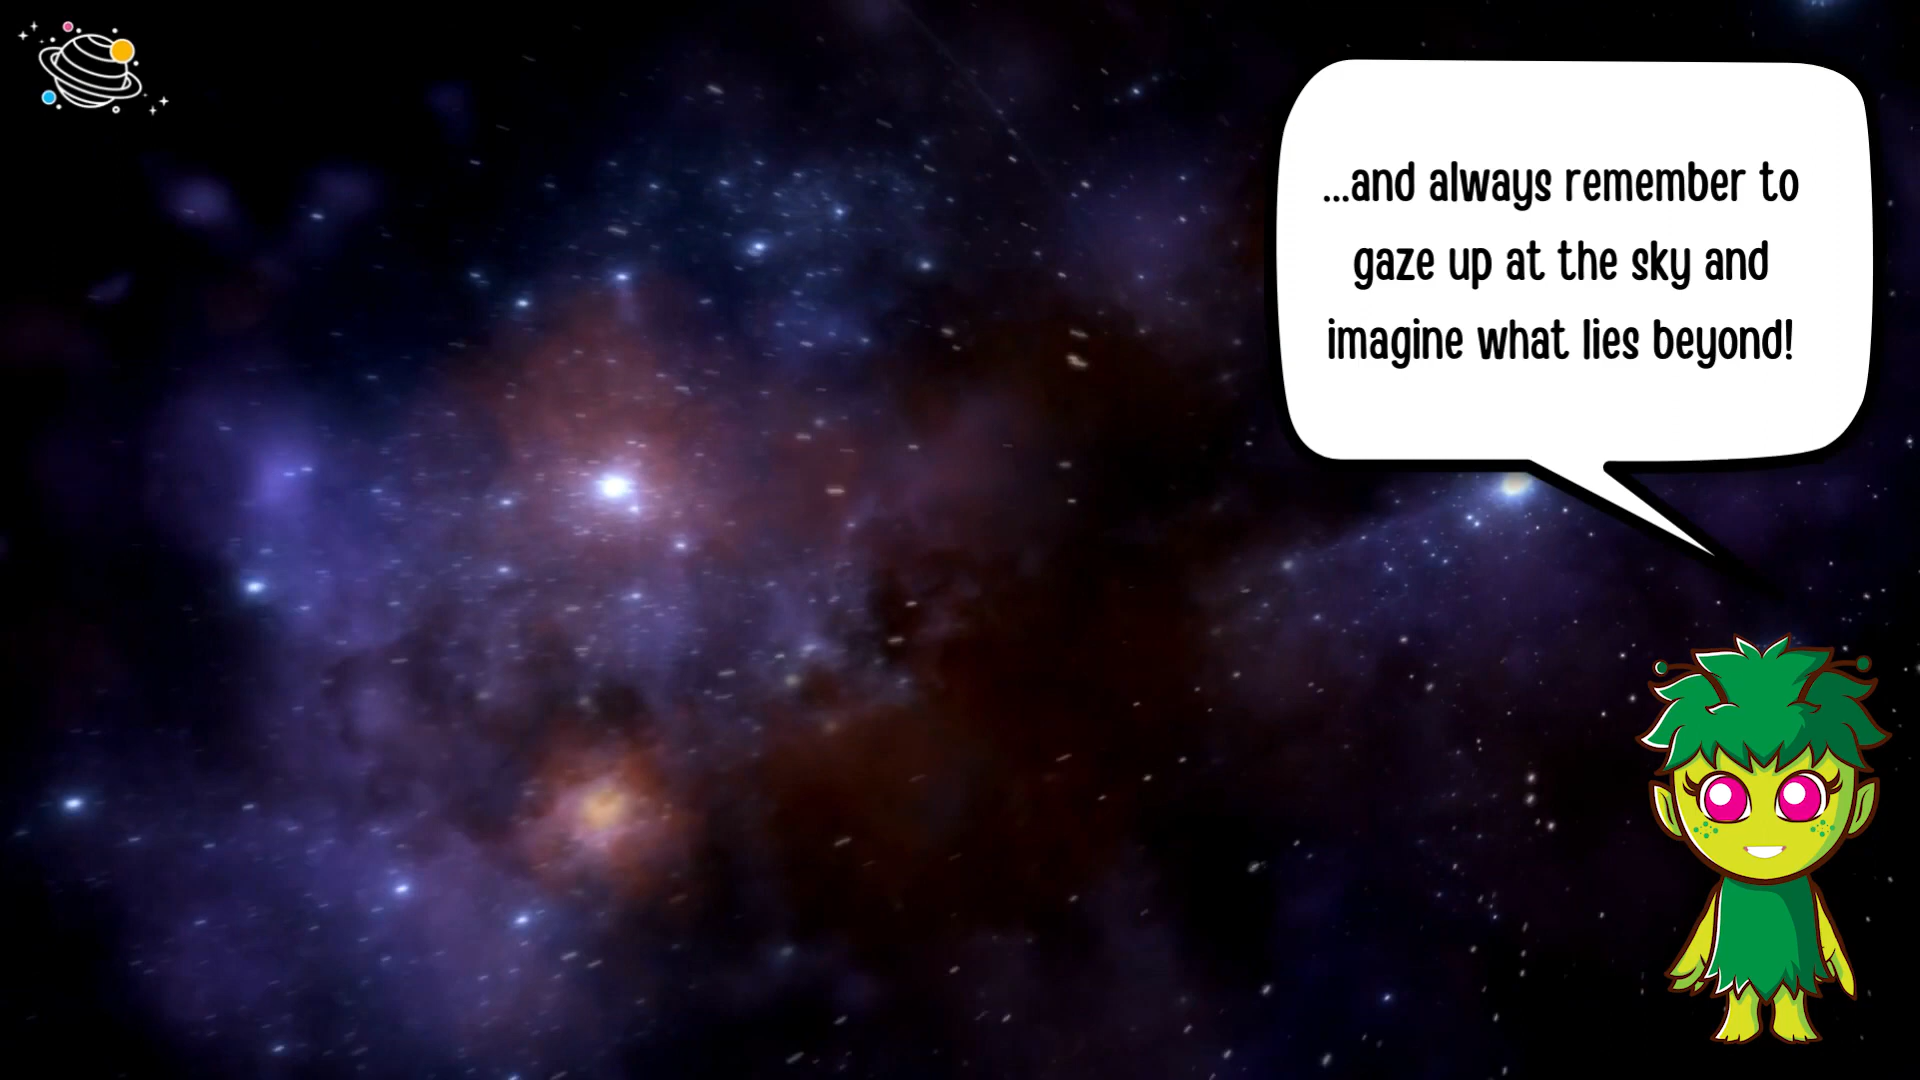 ...and always remember to
gaze up at the sky and
imagine what lies beyond!